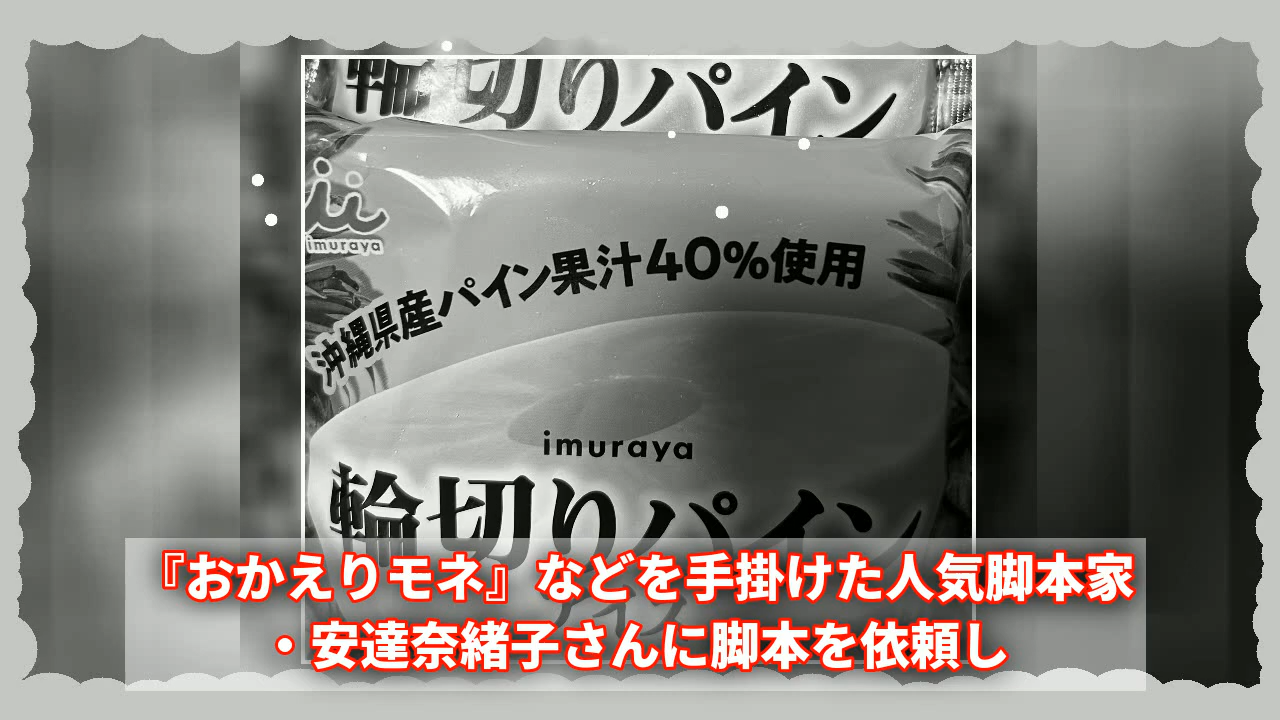 輪切りパイン
imuraya
沖縄県産パイン果汁40%使用
imuraya
輪切りパイン
『おかえりモネ』などを手掛けた人気脚本家
・安達奈緒子さんに脚本を依頼し